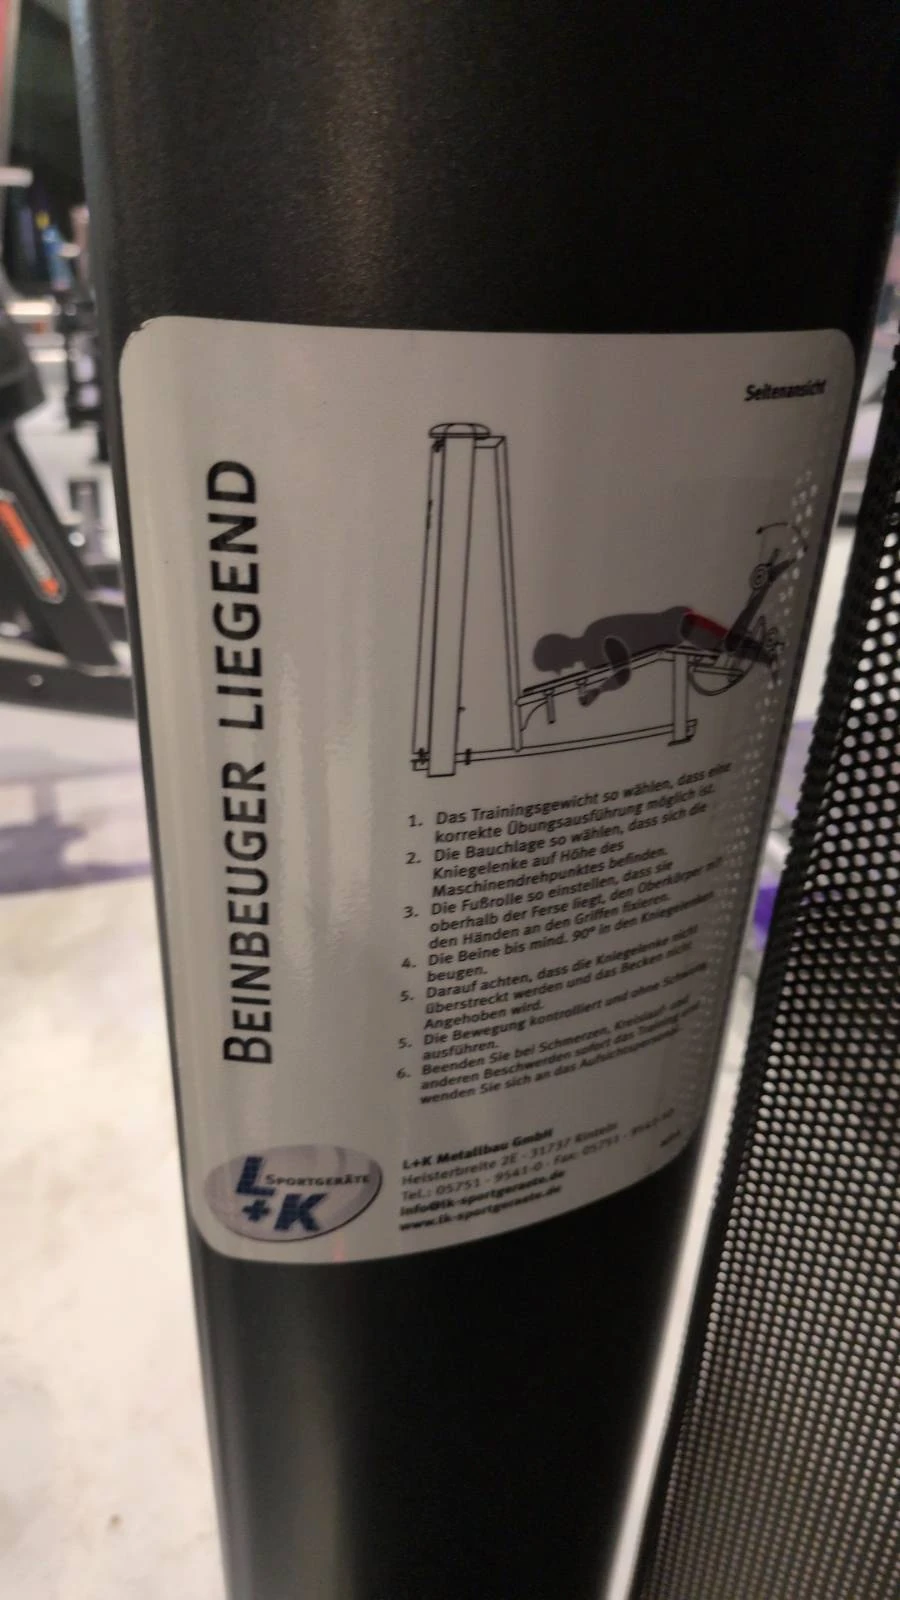 Seitenansicht
BEINBEUGER LIEGEND
1. Das Trainingsgewicht so wählen, dass eine
korrekte Übungsausführung möglich ist.
2. Die Bauchlage so wählen, dass sich die
Kniegelenke auf Höhe des
Maschinendrehpunktes befinden.
3. Die Fußrolle so einstellen, dass sie
oberhalb der Ferse liegt, den Oberkörper mit
den Händen an den Griffen fixieren.
4. Die Beine bis mind. 90° in den Kniegelenken
beugen.
5. Darauf achten, dass die Kniegelenke nicht
überstreckt werden und das Becken nicht
Angehoben wird.
5. Die Bewegung kontrolliert und ohne Schwung
ausführen.
6. Beenden Sie bei Schmerzen, Kreislauf- und
anderen Beschwerden sofort das Training und
wenden Sie sich an das Aufsichtspersonal.
L+K SPORTGERÄTE
L+K Metallbau GmbH
Heisterbreite 2E - 31737 Rinteln
Tel.: 05751 - 9541-0 - Fax: 05751 - 9541-
info@lk-sportgeraete.de
www.lk-sportgeraete.de